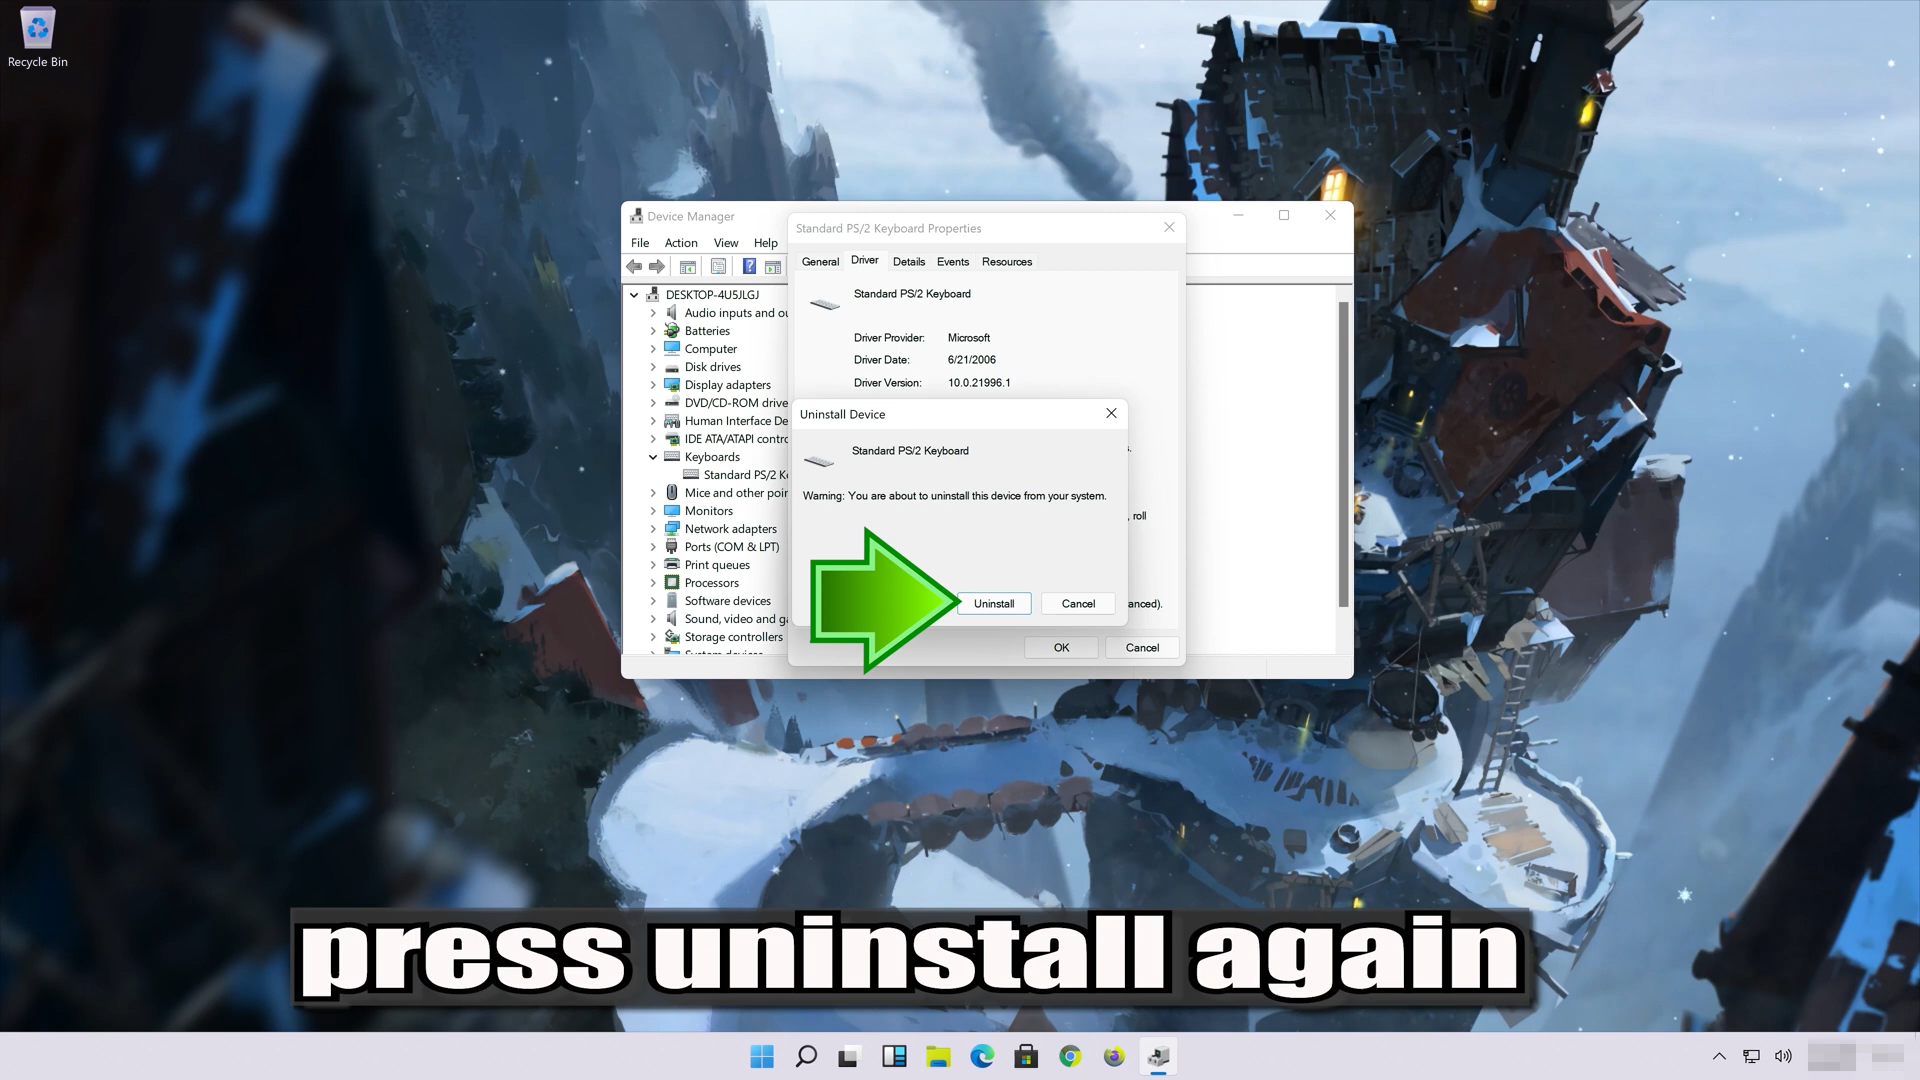 Recycle Bin
Device Manager
File Action View Help
DESKTOP-4U5JLGJ
Audio inputs and ou
Batteries
Computer
Disk drives
Display adapters
DVD/CD-ROM drive
Human Interface De
IDE ATA/ATAPI contro
Keyboards
Standard PS/2 Ke
Mice and other poin
Monitors
Network adapters
Ports (COM & LPT)
Print queues
Processors
Software devices
Sound, video and ga
Storage controllers
System devices
Standard PS/2 Keyboard Properties
General Driver Details Events Resources
Standard PS/2 Keyboard
Driver Provider: Microsoft
Driver Date: 6/21/2006
Driver Version: 10.0.21996.1
s.
, roll
anced).
OK Cancel
Uninstall Device
Standard PS/2 Keyboard
Warning: You are about to uninstall this device from your system.
Uninstall Cancel
press uninstall again